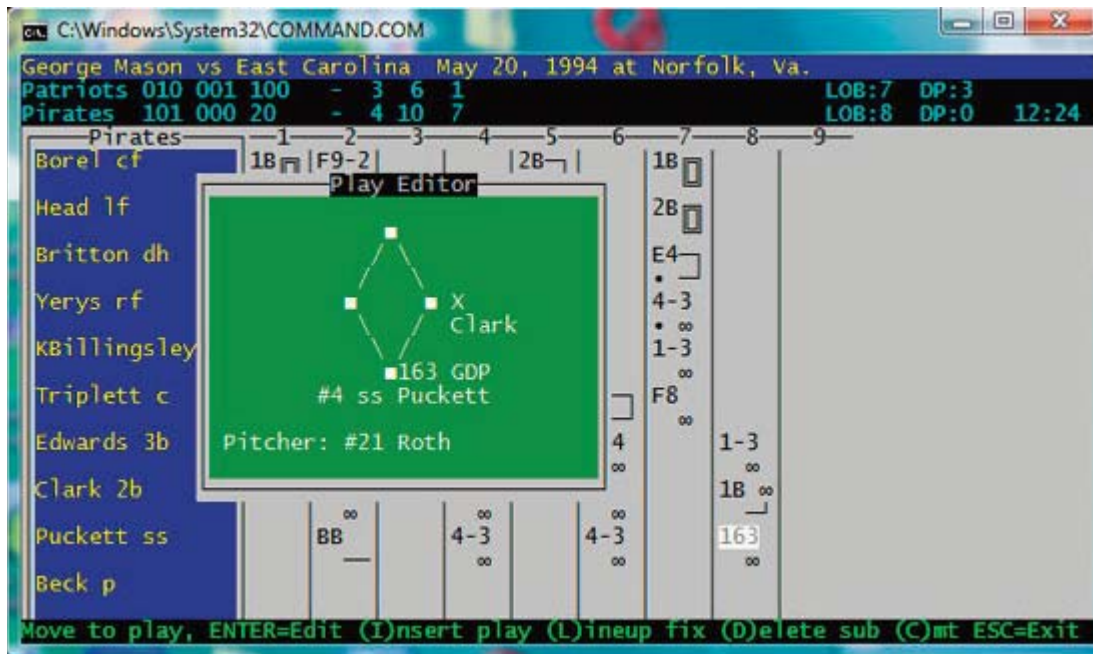 C:\Windows\System32\COMMAND.COM
George Mason vs East Carolina May 20, 1994 at Norfolk, Va.
Patriots 010 001 100 - 3 6 1 LOB:7 DP:3
Pirates 101 000 20 - 4 10 7 LOB:8 DP:0 12:24
Pirates 1 2 3 4 5 6 7 8 9
Borel cf 1B F9-2 2B 1B
Play Editor
Head lf 2B
Britton dh E4
Yerys rf X 4-3
Clark
KBillingsley 1-3
163 GDP
Triplett c #4 ss Puckett F8
Edwards 3b Pitcher: #21 Roth 4 1-3
Clark 2b 1B
Puckett ss BB 4-3 4-3 163
Beck p
Move to play, ENTER=Edit (I)nsert play (L)ineup fix (D)elete sub (C)mt ESC=Exit